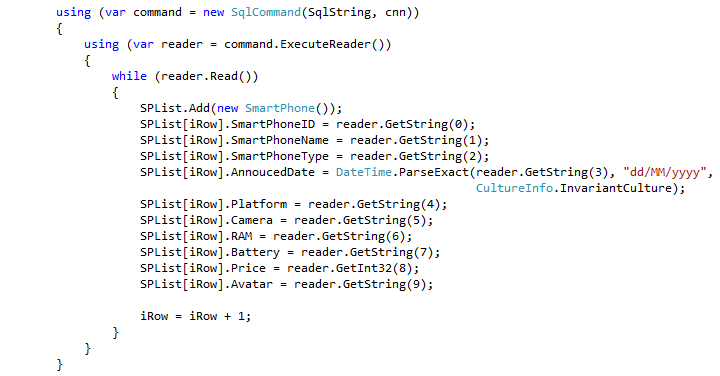 using (var command = new SqlCommand(SqlString, cnn))
{
using (var reader = command.ExecuteReader())
{
while (reader.Read())
{
SPList.Add(new SmartPhone());
SPList[iRow].SmartPhoneID = reader.GetString(0);
SPList[iRow].SmartPhoneName = reader.GetString(1);
SPList[iRow].SmartPhoneType = reader.GetString(2);
SPList[iRow].AnnoucedDate = DateTime.ParseExact(reader.GetString(3), "dd/MM/yyyy",
CultureInfo.InvariantCulture);
SPList[iRow].Platform = reader.GetString(4);
SPList[iRow].Camera = reader.GetString(5);
SPList[iRow].RAM = reader.GetString(6);
SPList[iRow].Battery = reader.GetString(7);
SPList[iRow].Price = reader.GetInt32(8);
SPList[iRow].Avatar = reader.GetString(9);
iRow = iRow + 1;
}
}
}